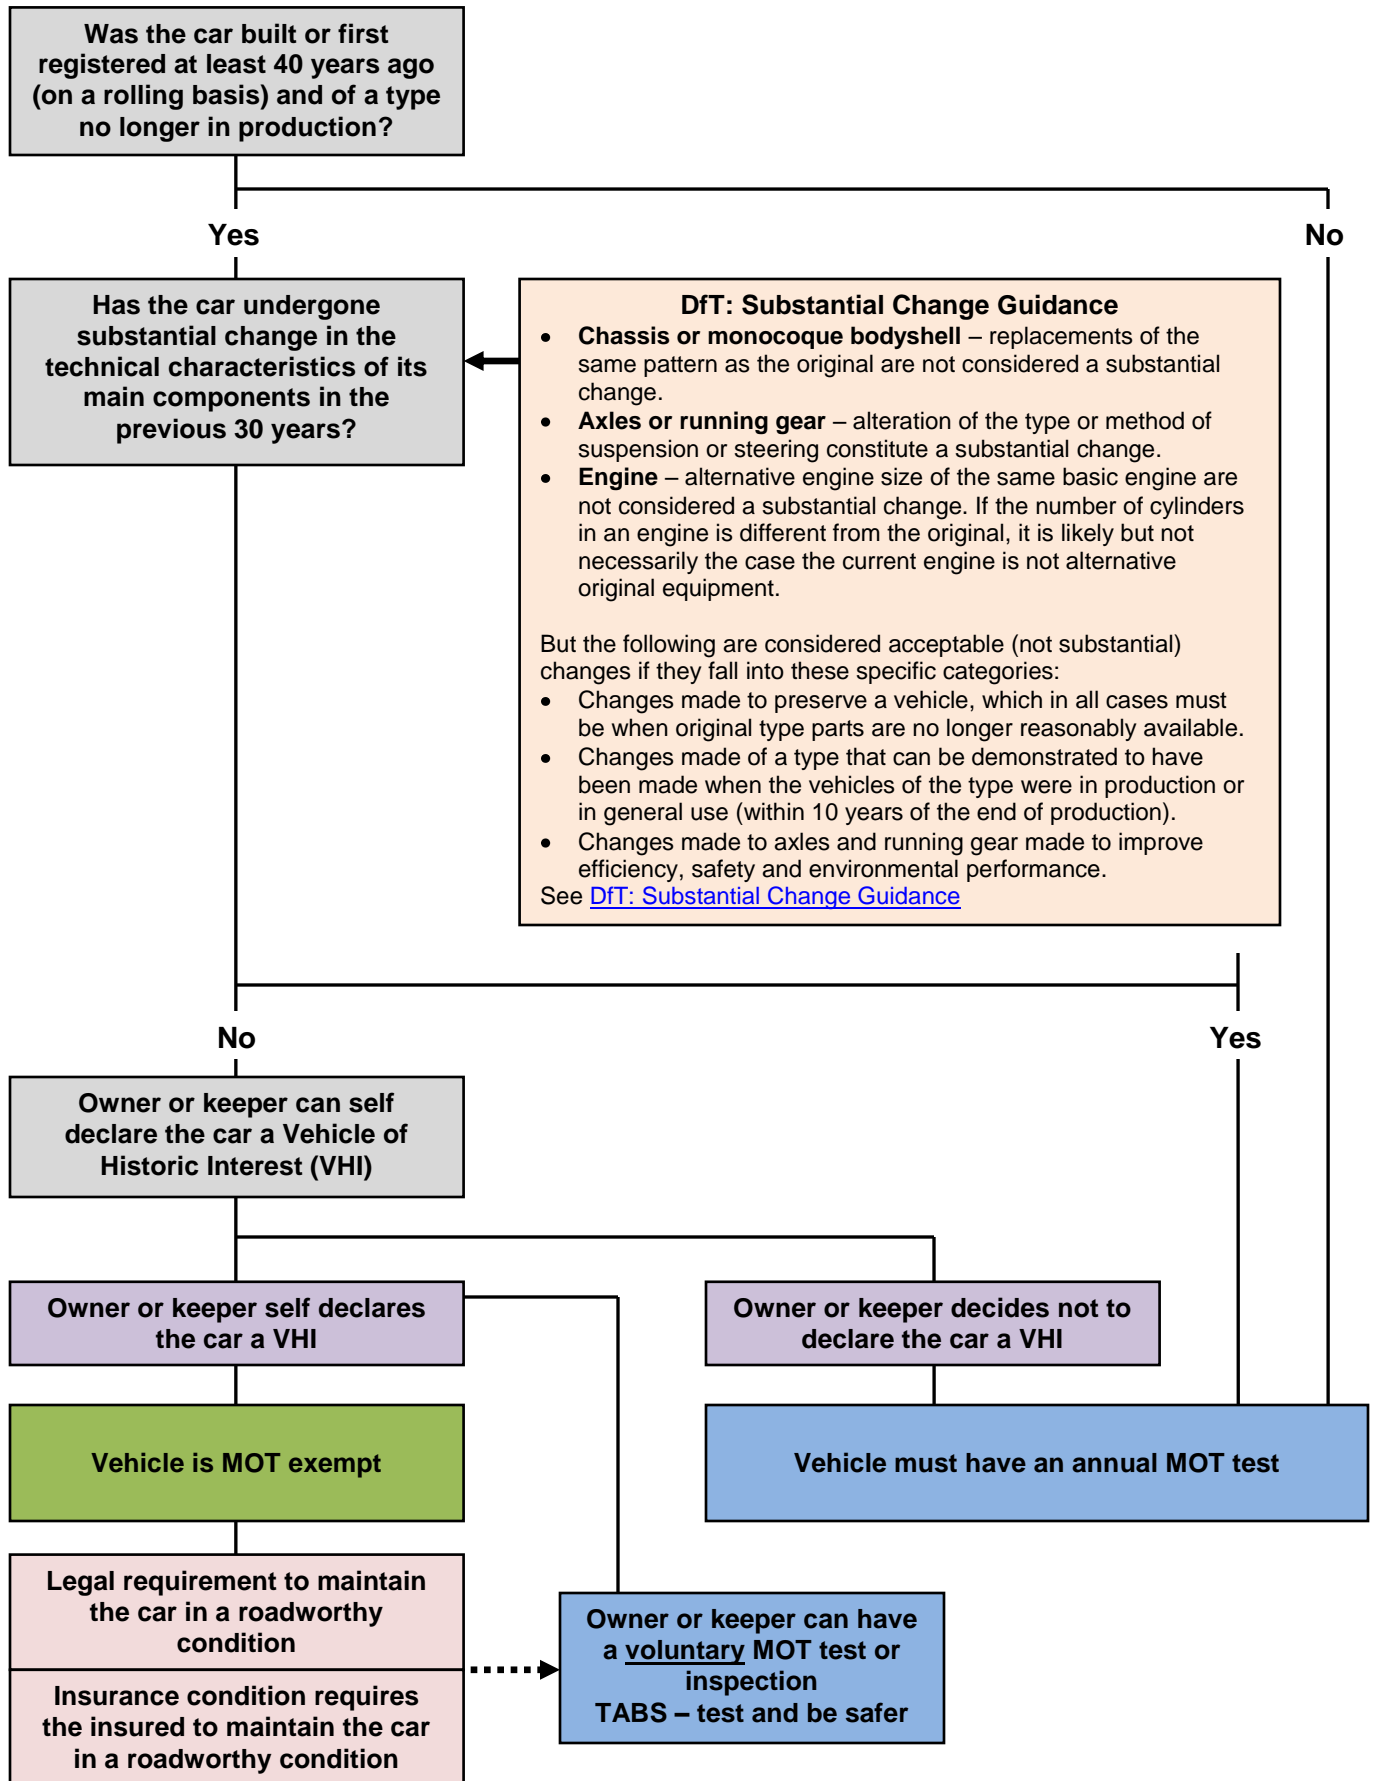 Was the car built or first
registered at least 40 years ago
(on a rolling basis) and of a type
no longer in production?
Yes
No
Has the car undergone
substantial change in the
technical characteristics of its
main components in the
previous 30 years?
DfT: Substantial Change Guidance
• Chassis or monocoque bodyshell – replacements of the
same pattern as the original are not considered a substantial
change.
• Axles or running gear – alteration of the type or method of
suspension or steering constitute a substantial change.
• Engine – alternative engine size of the same basic engine are
not considered a substantial change. If the number of cylinders
in an engine is different from the original, it is likely but not
necessarily the case the current engine is not alternative
original equipment.
But the following are considered acceptable (not substantial)
changes if they fall into these specific categories:
• Changes made to preserve a vehicle, which in all cases must
be when original type parts are no longer reasonably available.
• Changes made of a type that can be demonstrated to have
been made when the vehicles of the type were in production or
in general use (within 10 years of the end of production).
• Changes made to axles and running gear made to improve
efficiency, safety and environmental performance.
See DfT: Substantial Change Guidance
No
Yes
Owner or keeper can self
declare the car a Vehicle of
Historic Interest (VHI)
Owner or keeper self declares
the car a VHI
Owner or keeper decides not to
declare the car a VHI
Vehicle is MOT exempt
Vehicle must have an annual MOT test
Legal requirement to maintain
the car in a roadworthy
condition
Insurance condition requires
the insured to maintain the car
in a roadworthy condition
Owner or keeper can have
a voluntary MOT test or
inspection
TABS – test and be safer